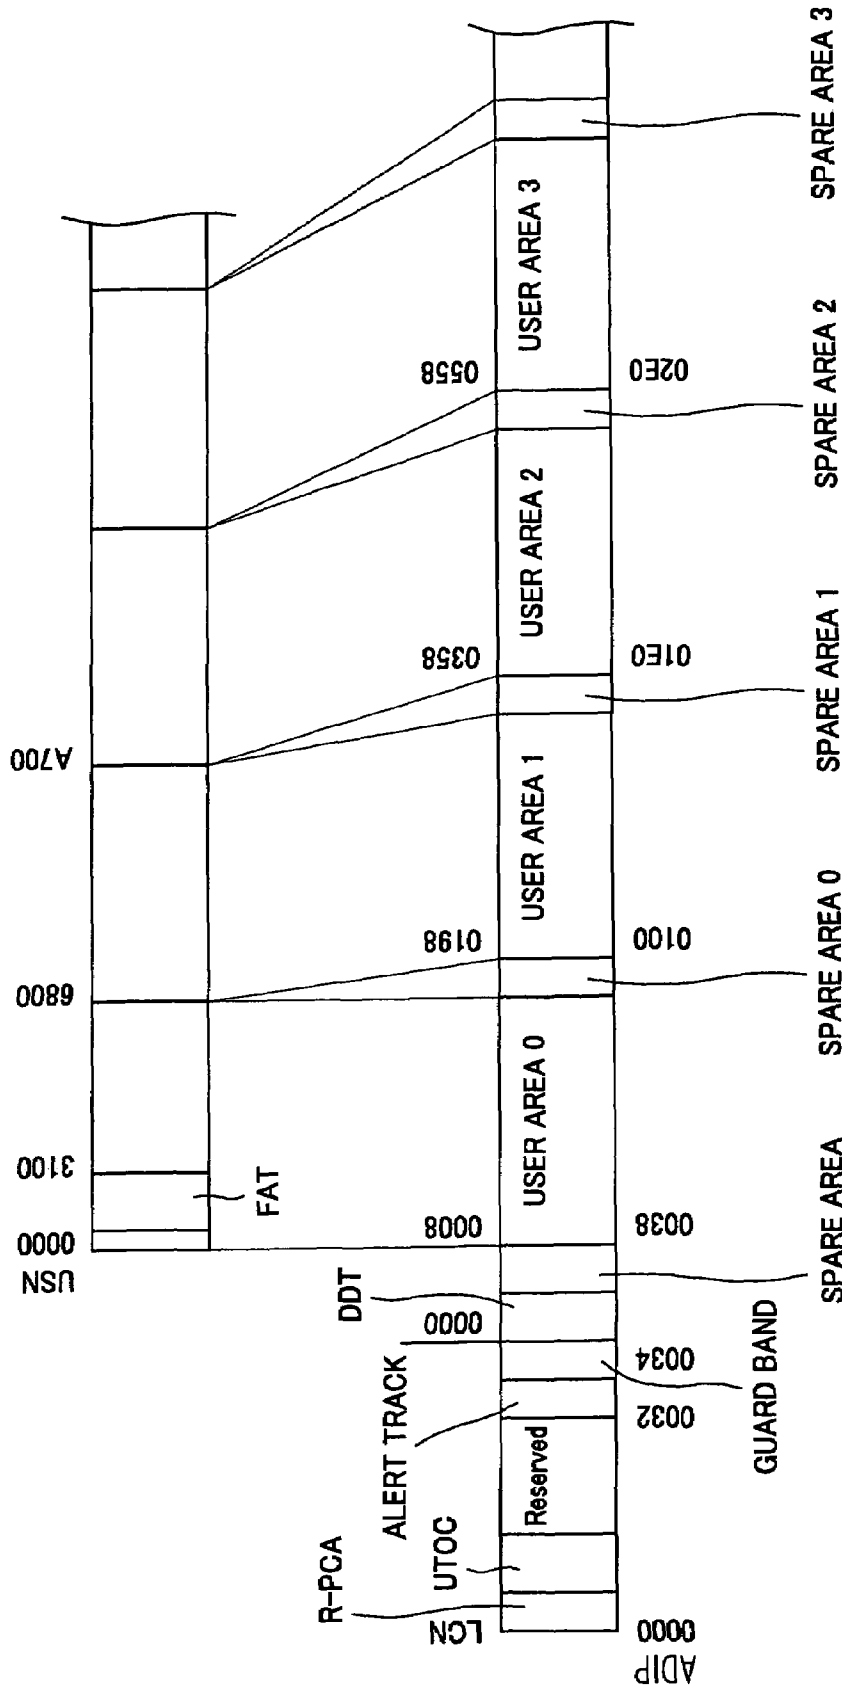 USN
0000
3100
6800
A700
FAT
R-PCA
UTOC
ALERT TRACK
DDT
LCN
0000
0008
0198
0358
0558
Reserved
USER AREA 0
USER AREA 1
USER AREA 2
USER AREA 3
ADIP
0000
0032
0034
0038
0100
01E0
02E0
GUARD BAND
SPARE AREA
SPARE AREA 0
SPARE AREA 1
SPARE AREA 2
SPARE AREA 3